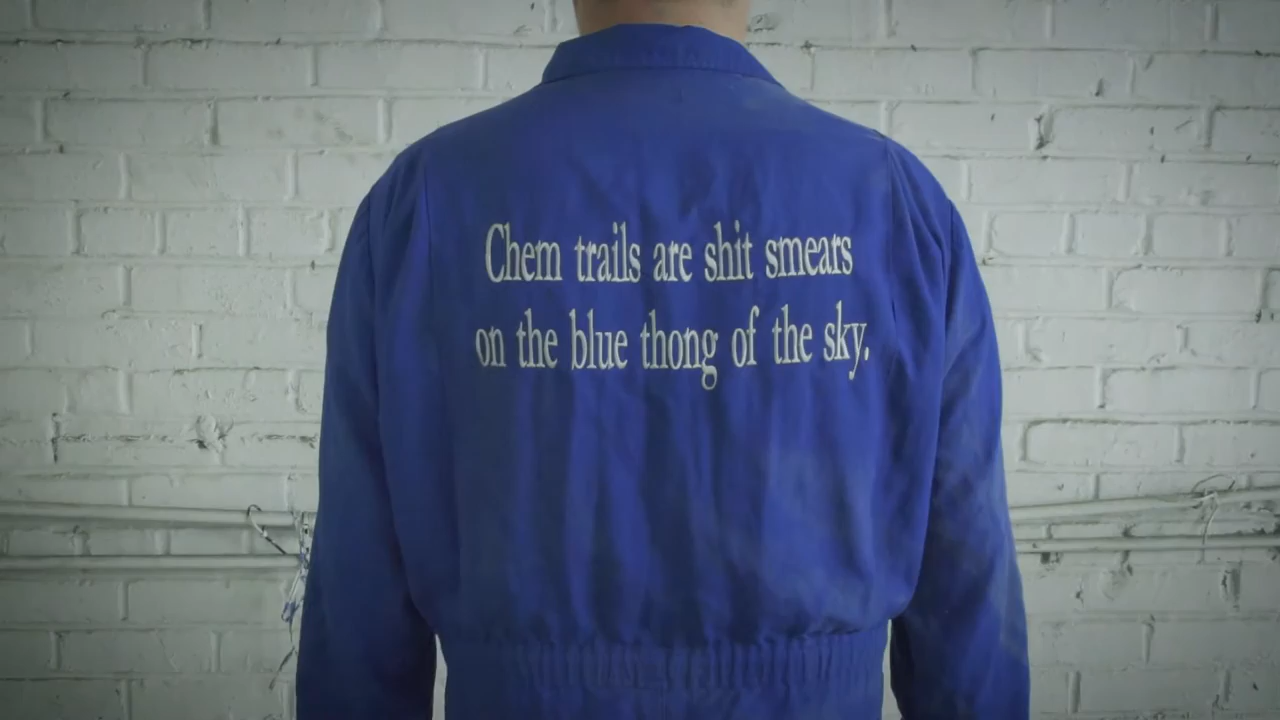 Chem trails are shit smears
on the blue thong of the sky.